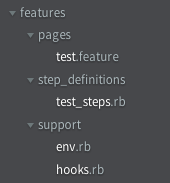 features
pages
test.feature
step_definitions
test_steps.rb
support
env.rb
hooks.rb